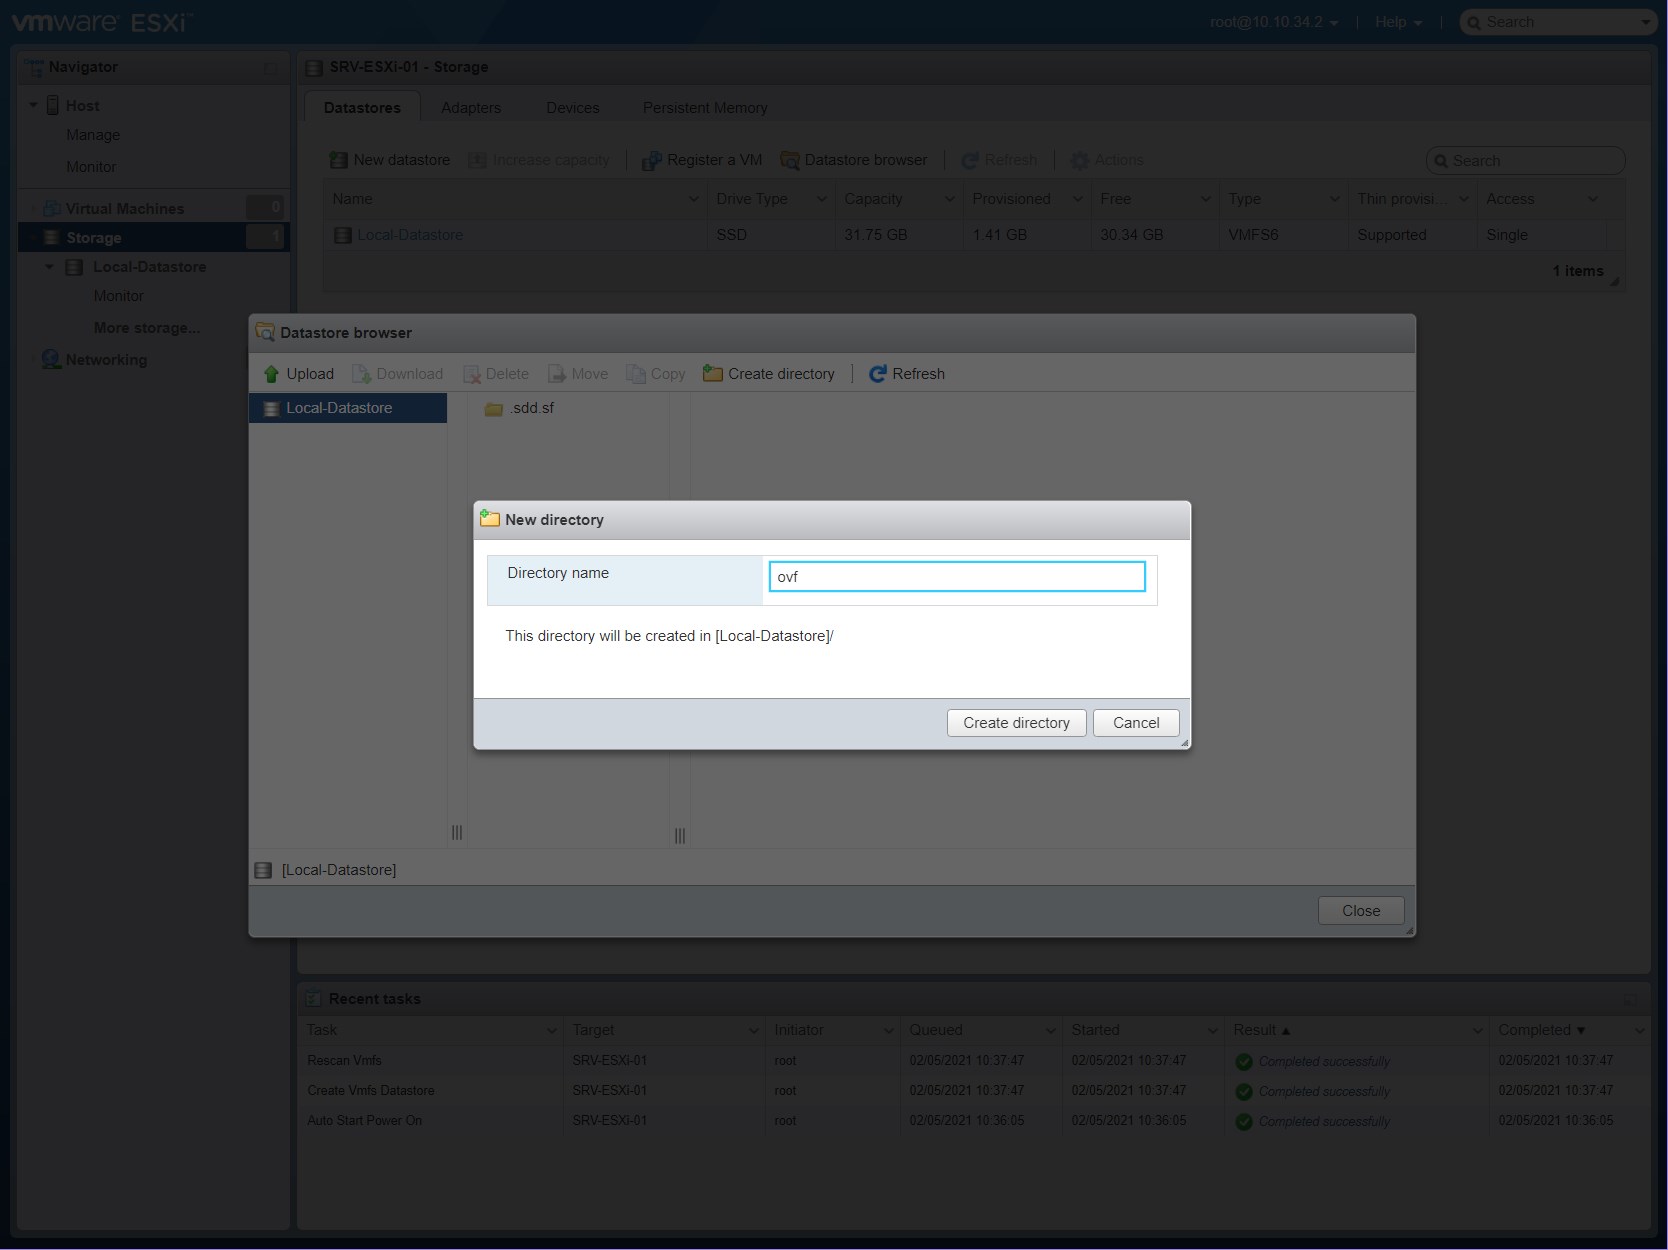 vmware ESXi™
root@10.10.34.2 | Help | Search
Navigator
Host
Manage
Monitor
Virtual Machines 0
Storage 1
Local-Datastore
Monitor
More storage...
Networking
SRV-ESXi-01 - Storage
Datastores Adapters Devices Persistent Memory
New datastore Increase capacity | Register a VM Datastore browser | Refresh | Actions Search
Name Drive Type Capacity Provisioned Free Type Thin provisi... Access
Local-Datastore SSD 31.75 GB 1.41 GB 30.34 GB VMFS6 Supported Single
1 items
Datastore browser
Upload Download Delete Move Copy Create directory | Refresh
Local-Datastore .sdd.sf
New directory
Directory name ovf
This directory will be created in [Local-Datastore]/
Create directory Cancel
[Local-Datastore]
Close
Recent tasks
Task Target Initiator Queued Started Result Completed
Rescan Vmfs SRV-ESXi-01 root 02/05/2021 10:37:47 02/05/2021 10:37:47 Completed successfully 02/05/2021 10:37:47
Create Vmfs Datastore SRV-ESXi-01 root 02/05/2021 10:37:47 02/05/2021 10:37:47 Completed successfully 02/05/2021 10:37:47
Auto Start Power On SRV-ESXi-01 root 02/05/2021 10:36:05 02/05/2021 10:36:05 Completed successfully 02/05/2021 10:36:05